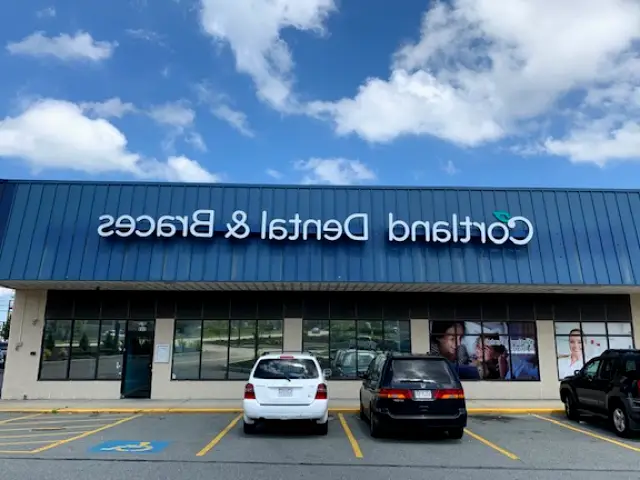 Cortland Dental & Braces